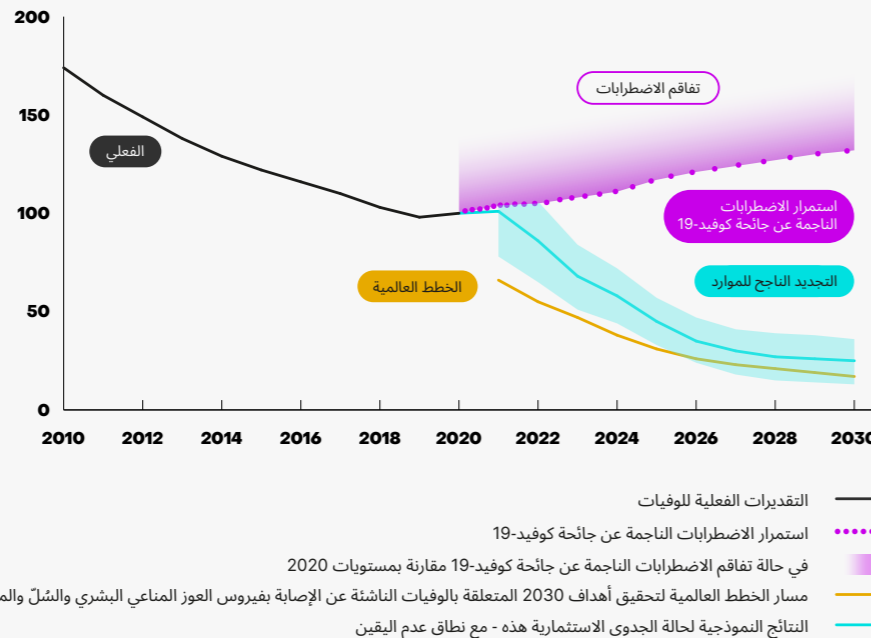 200
150
100
50
0
2010 2012 2014 2016 2018 2020 2022 2024 2026 2028 2030
الفعلي
تفاقم الاضطرابات
استمرار الاضطرابات
الناجمة عن جائحة كوفيد-19
الخطط العالمية
التجديد الناجح للموارد
التقديرات الفعلية للوفيات
استمرار الاضطرابات الناجمة عن جائحة كوفيد-19
في حالة تفاقم الاضطرابات الناجمة عن جائحة كوفيد-19 مقارنة بمستويات 2020
مسار الخطط العالمية لتحقيق أهداف 2030 المتعلقة بالوفيات الناشئة عن الإصابة بفيروس العوز المناعي البشري والسُلّ
النتائج النموذجية لحالة الجدوى الاستثمارية هذه - مع نطاق عدم اليقين